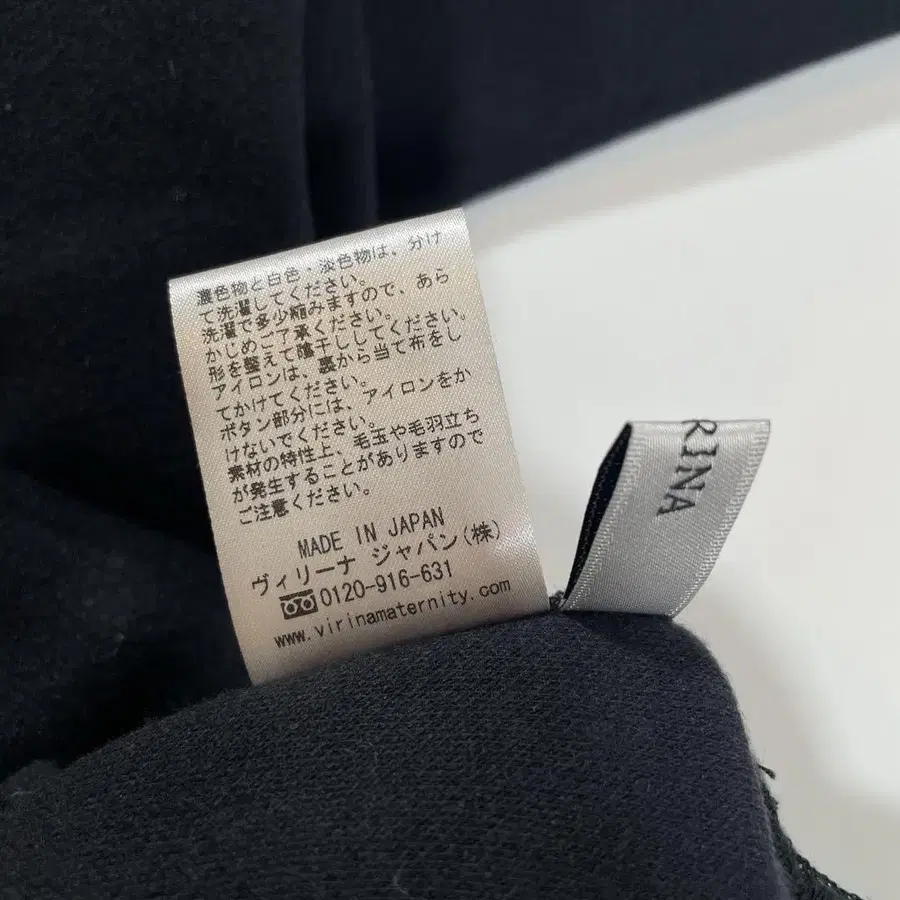 濃色物と白色・淡色物は、分け
て洗濯してください。
洗濯で多少縮みますので、あら
かじめご了承ください。
形を整えて陰干ししてください。
アイロンは、裏から当て布をし
てかけてください。
ボタン部分には、アイロンをか
けないでください。
素材の特性上、毛玉や毛羽立ち
が発生することがありますので
ご注意ください。
MADE IN JAPAN
ヴィリーナ ジャパン(株)
0120-916-631
www.virinamaternity.com
RINA